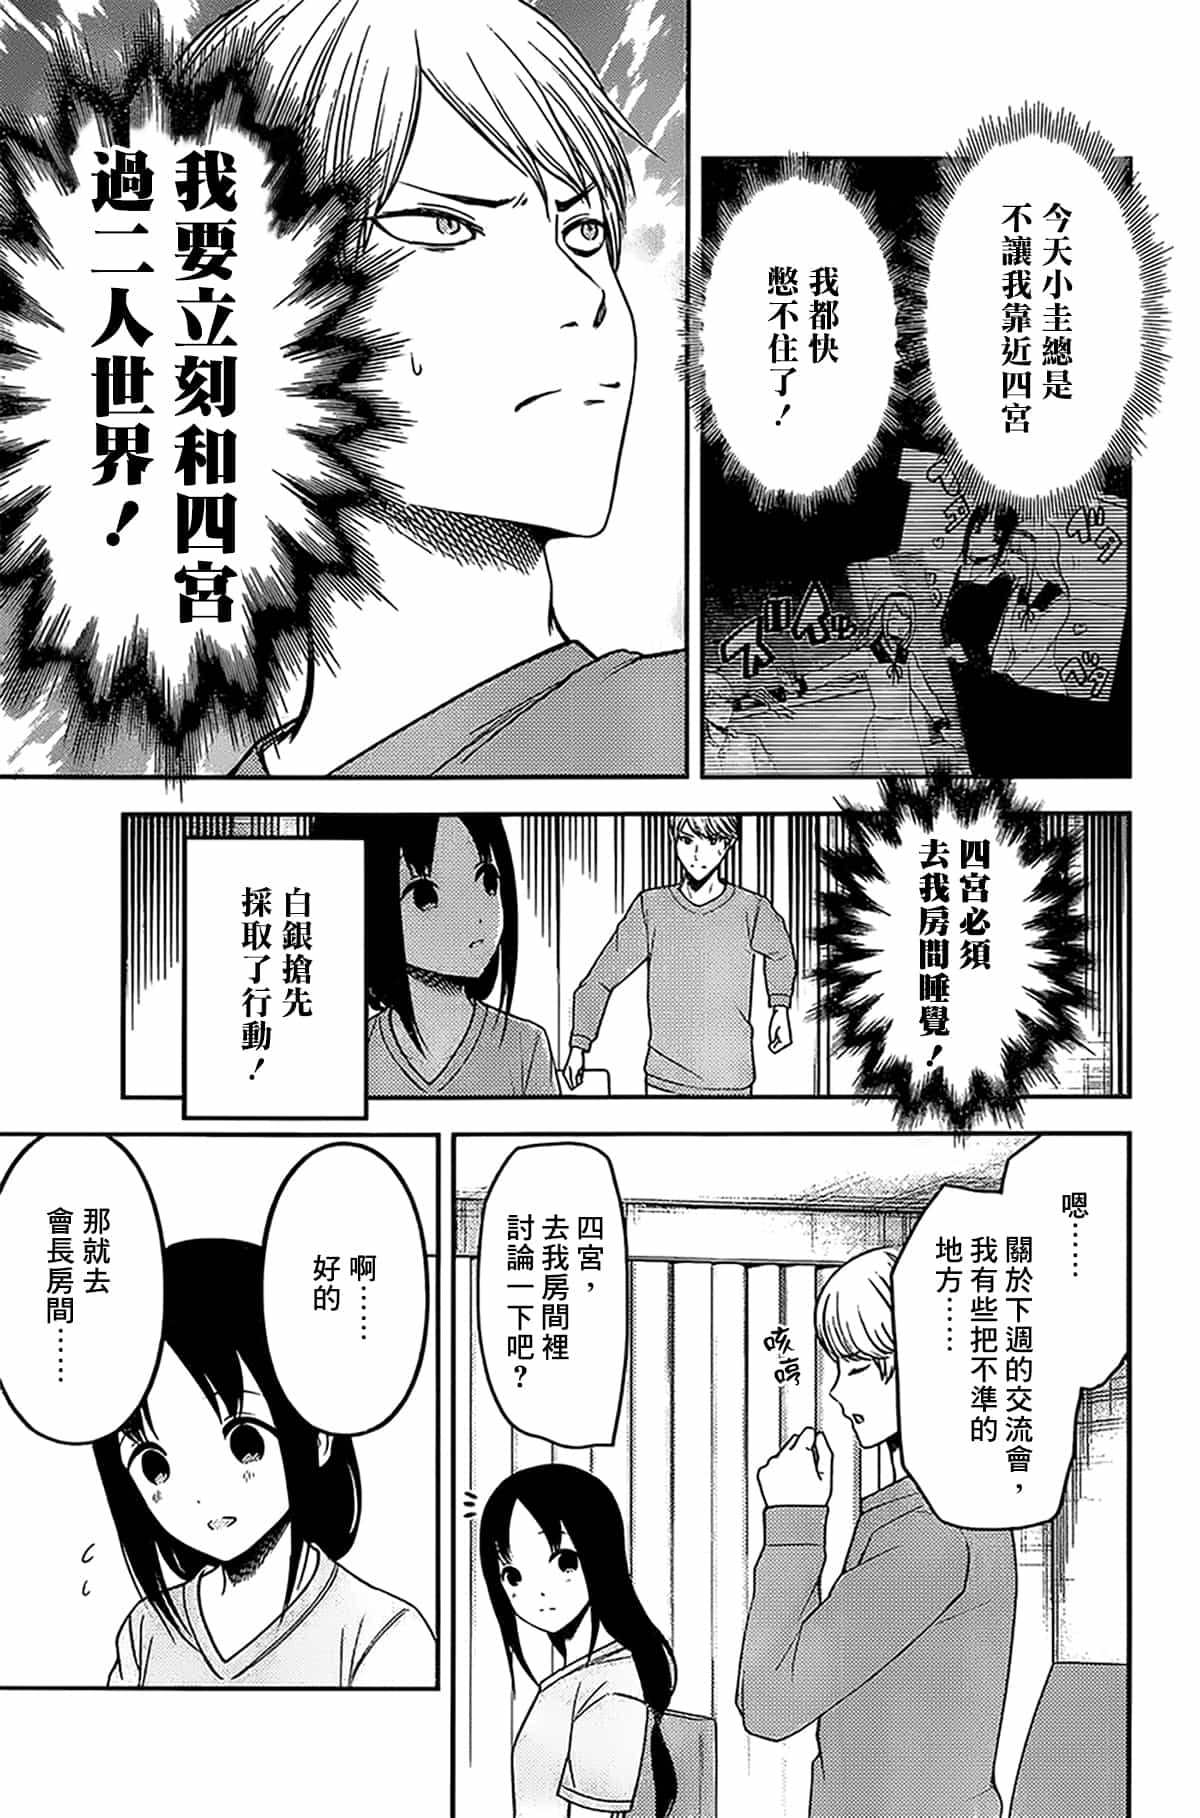 今天小圭總是
不讓我靠近四宮
我都快
憋不住了！
我要立刻和四宮
過二人世界！
四宮必須
去我房間睡覺！
白銀搶先
採取了行動！
嗯……
關於下週的交流會，
我有些把不準的
地方……
咳哼
四宮，
去我房間裡
討論一下吧？
啊……
好的
那就去
會長房間……